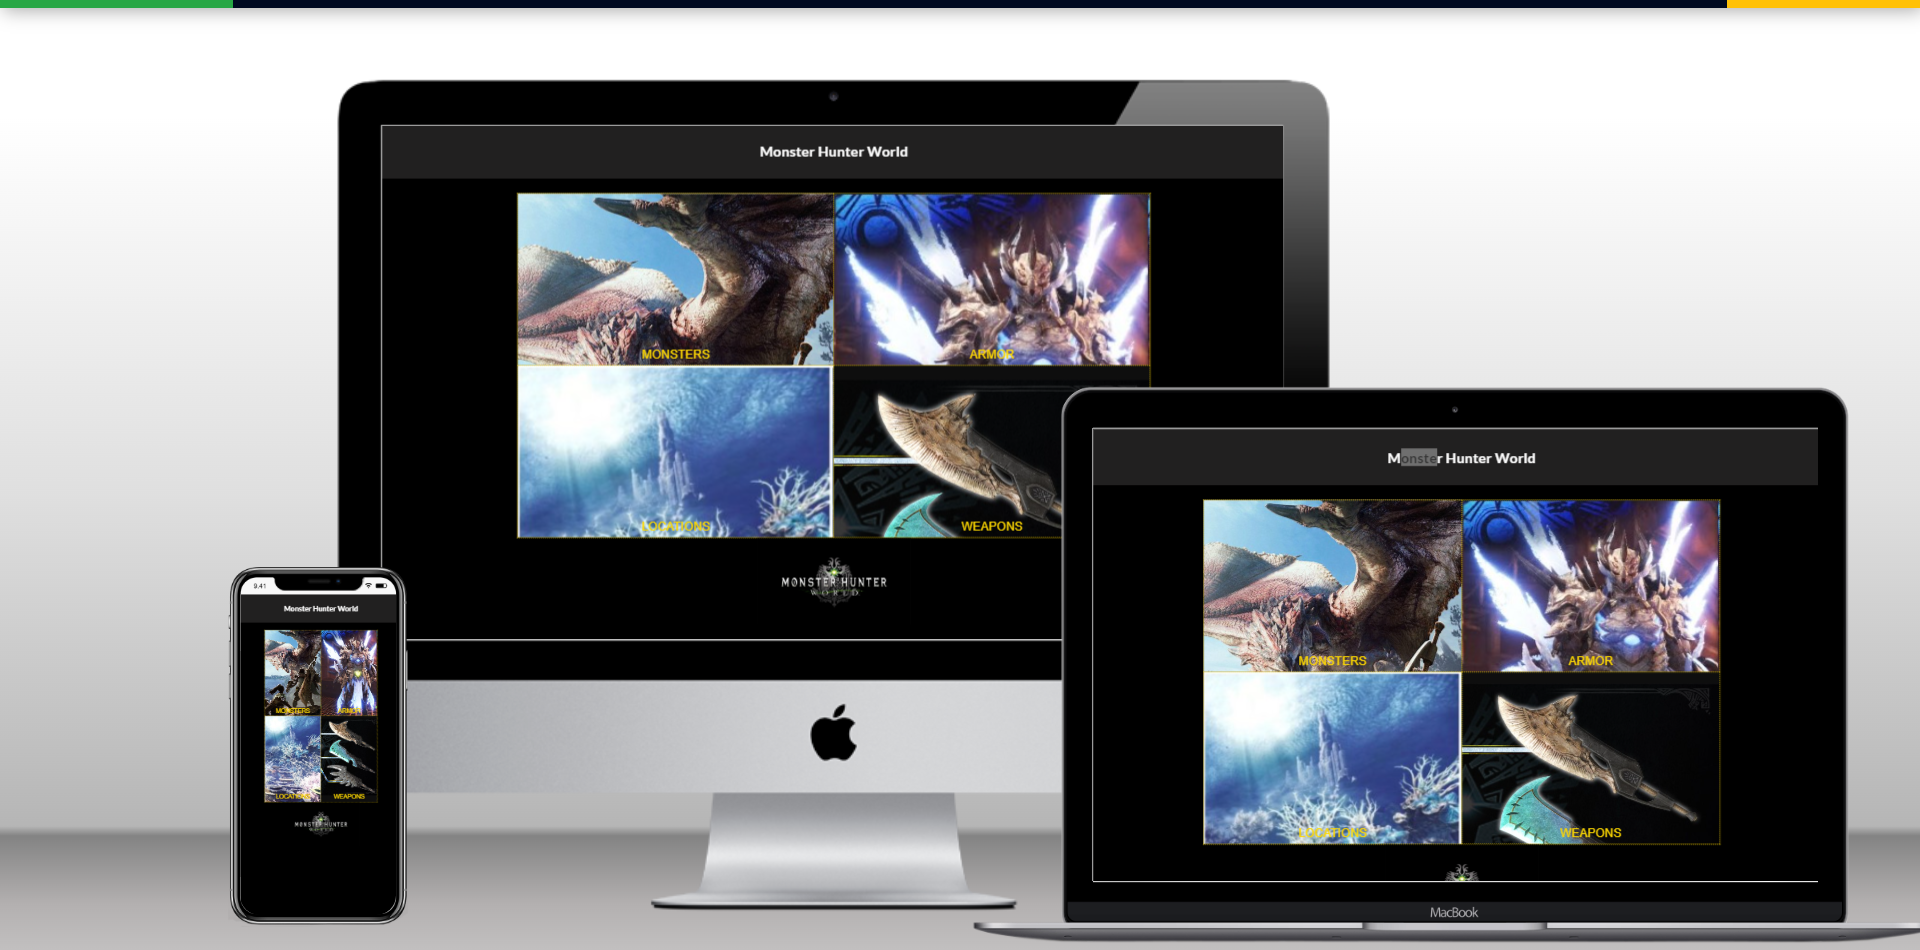 Monster Hunter World
MONSTERS
ARMOR
LOCATIONS
WEAPONS
MONSTER HUNTER
WORLD
Monster Hunter World
MONSTERS
ARMOR
LOCATIONS
WEAPONS
MacBook
9.41
Monster Hunter World
MONSTERS
ARMOR
LOCATIONS
WEAPONS
MONSTER HUNTER
WORLD